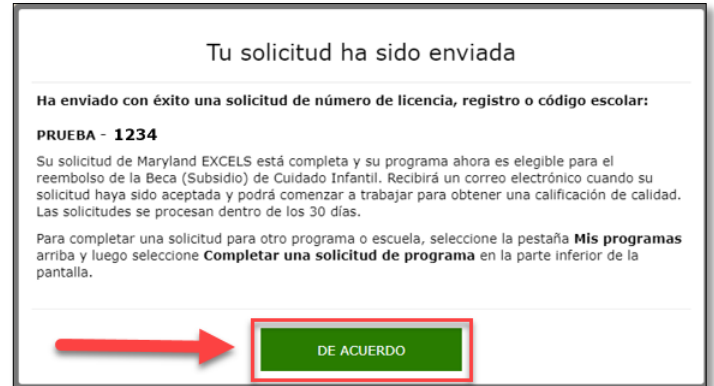 Tu solicitud ha sido enviada
Ha enviado con éxito una solicitud de número de licencia, registro o código escolar:
PRUEBA - 1234
Su solicitud de Maryland EXCELS está completa y su programa ahora es elegible para el
reembolso de la Beca (Subsidio) de Cuidado Infantil. Recibirá un correo electrónico cuando su
solicitud haya sido aceptada y podrá comenzar a trabajar para obtener una calificación de calidad.
Las solicitudes se procesan dentro de los 30 días.
Para completar una solicitud para otro programa o escuela, seleccione la pestaña Mis programas
arriba y luego seleccione Completar una solicitud de programa en la parte inferior de la
pantalla.
DE ACUERDO